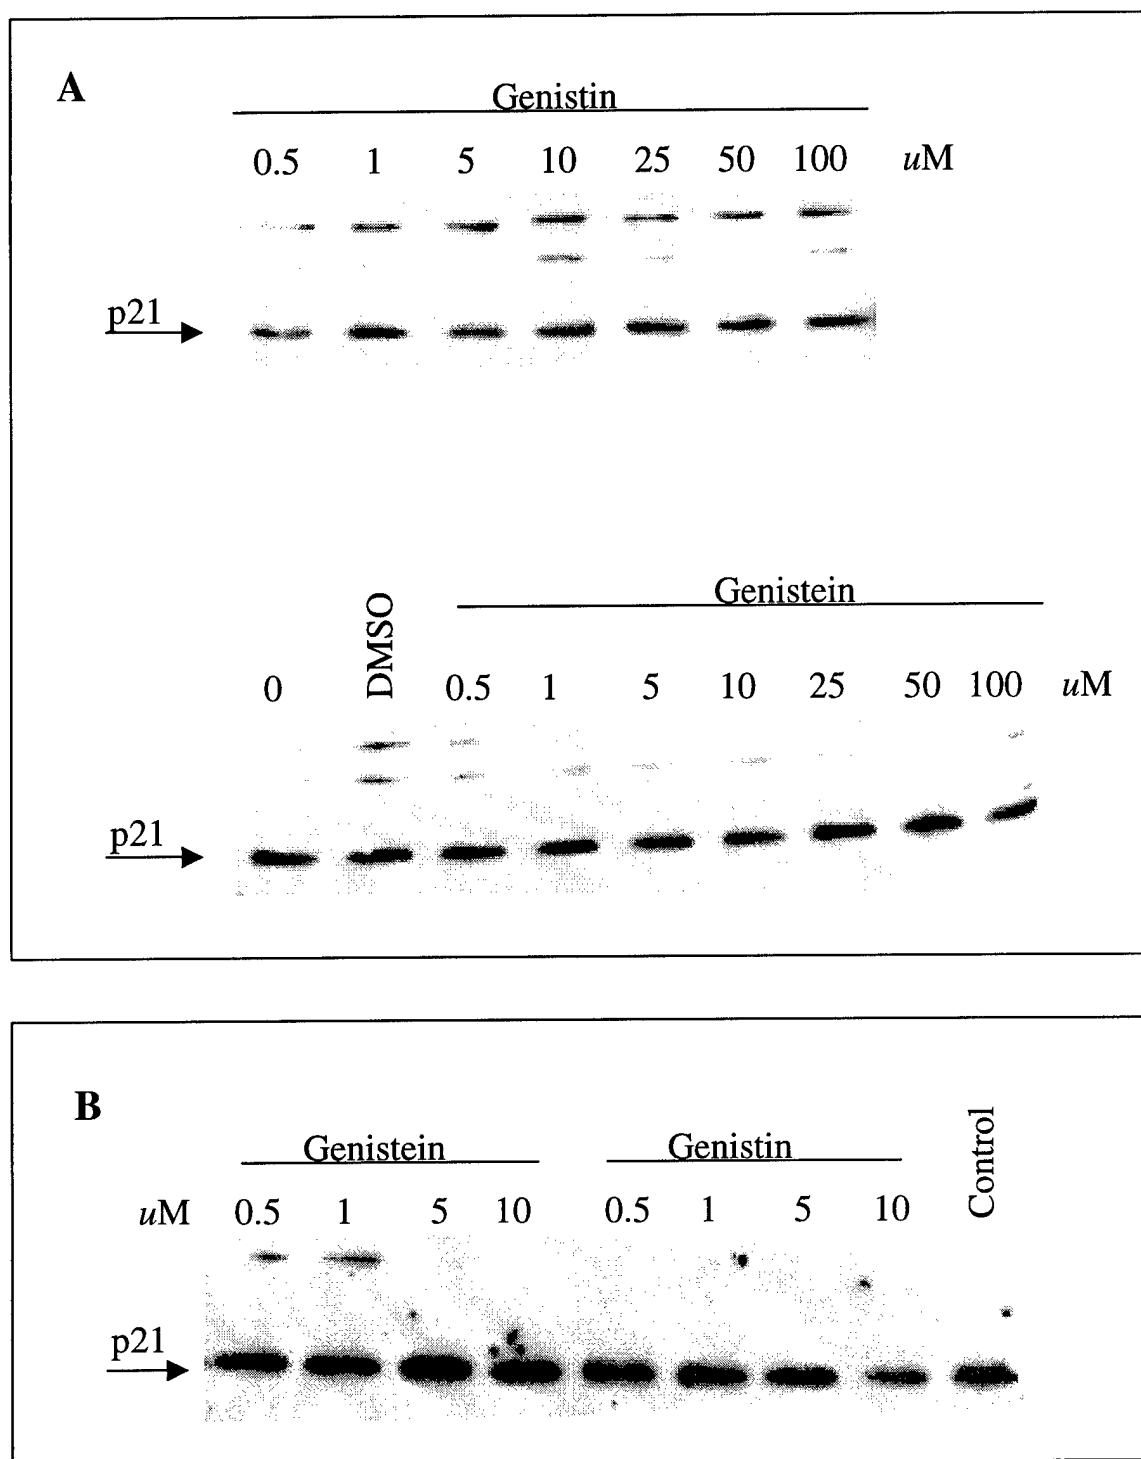 A
Genistin
0.5 1 5 10 25 50 100 uM
p21
Genistein
DMSO
0 0.5 1 5 10 25 50 100 uM
p21
B
Control
Genistein Genistin
uM 0.5 1 5 10 0.5 1 5 10
p21